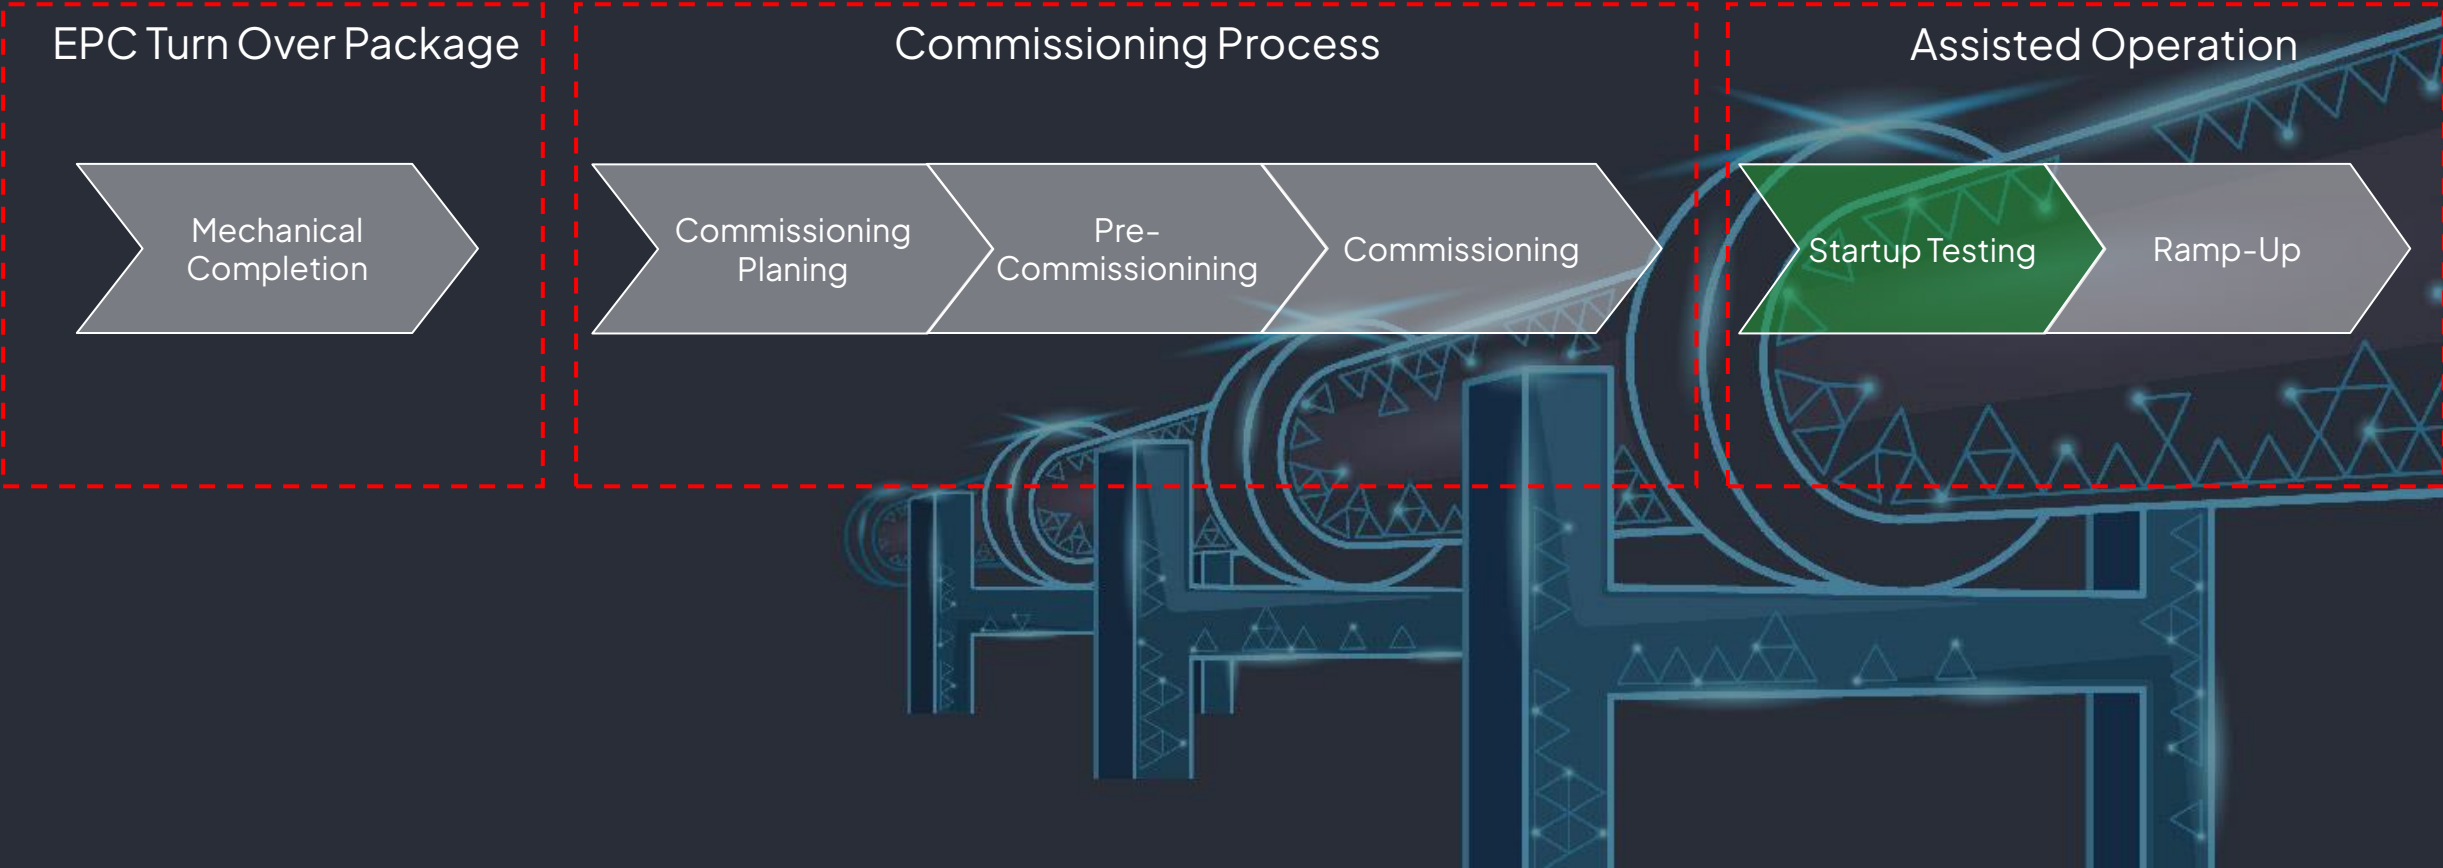 EPC Turn Over Package
Mechanical
Completion
Commissioning Process
Commissioning
Planing
Pre-
Commissionining
Commissioning
Assisted Operation
Startup Testing
Ramp-Up